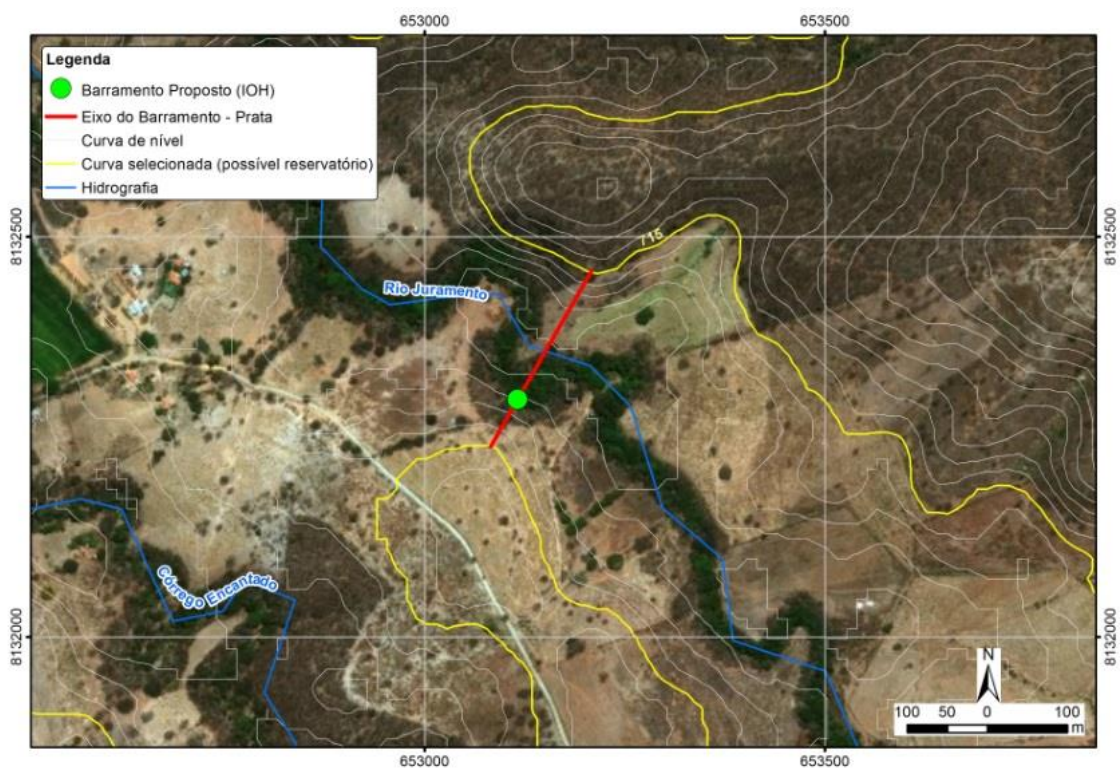 653000
653500
Legenda
Barramento Proposto (IOH)
Eixo do Barramento - Prata
Curva de nível
Curva selecionada (possível reservatório)
Hidrografia
8132500
8132500
715
Rio Juramento
Córrego Encantado
8132000
8132000
N
100 50 0 100
m
653000
653500